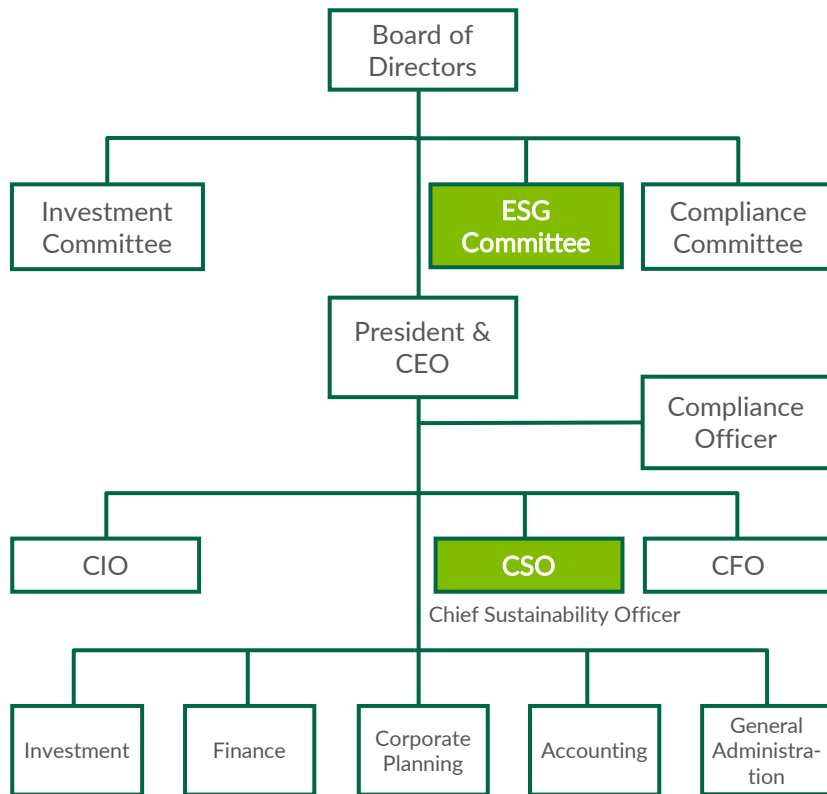 Board of
Directors
Investment
Committee
ESG
Committee
Compliance
Committee
President &
CEO
Compliance
Officer
CIO
CSO
CFO
Chief Sustainability Officer
Investment
Finance
Corporate
Planning
Accounting
General
Administra-
tion